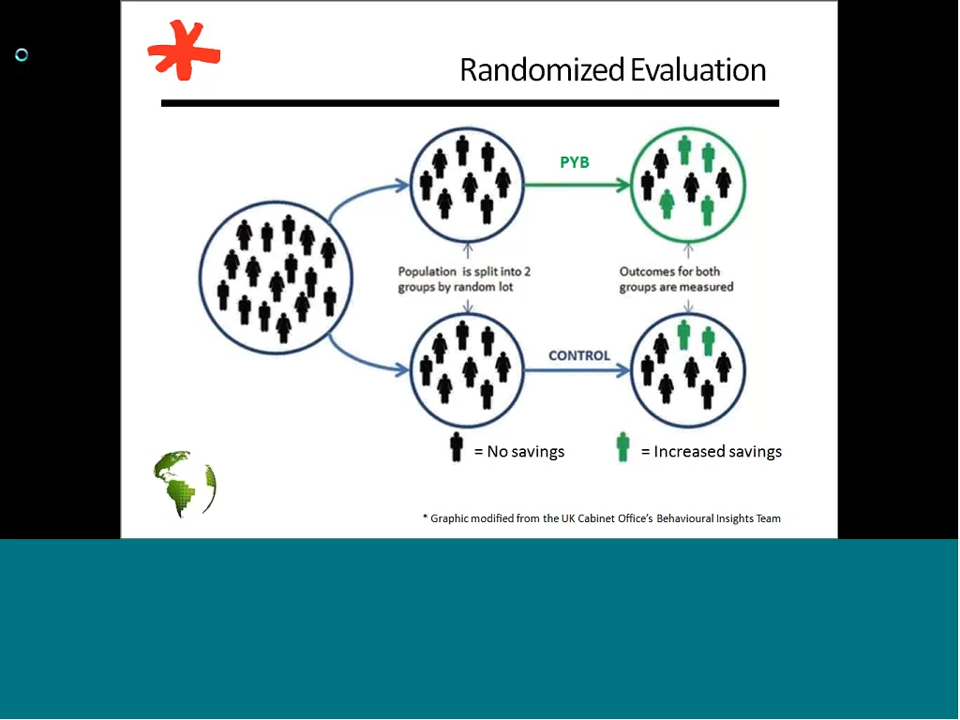 Randomized Evaluation
PYB
Population is split into 2
groups by random lot
Outcomes for both
groups are measured
CONTROL
= No savings
= Increased savings
* Graphic modified from the UK Cabinet Office's Behavioural Insights Team